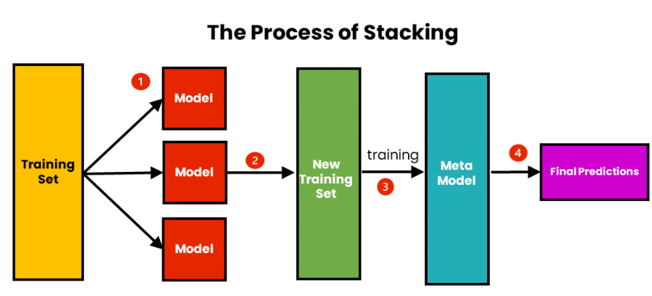 The Process of Stacking
1
Model
Training
Set
2
Model
Model
New
Training
Set
training
3
Meta
Model
4
Final Predictions